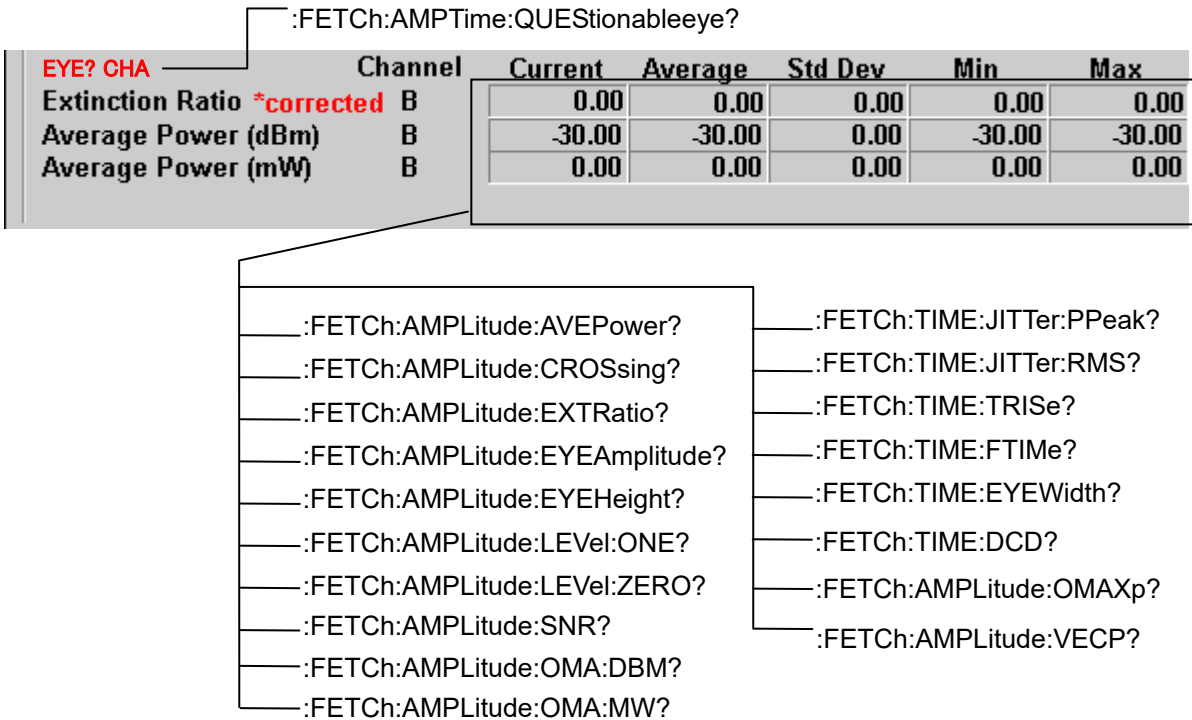 :FETCh:AMPTime:QUEStionableeye?
EYE? CHA Channel Current Average Std Dev Min Max
Extinction Ratio *corrected B 0.00 0.00 0.00 0.00 0.00
Average Power (dBm) B -30.00 -30.00 0.00 -30.00 -30.00
Average Power (mW) B 0.00 0.00 0.00 0.00 0.00
:FETCh:AMPLitude:AVEPower?
:FETCh:AMPLitude:CROSsing?
:FETCh:AMPLitude:EXTRatio?
:FETCh:AMPLitude:EYEAmplitude?
:FETCh:AMPLitude:EYEHeight?
:FETCh:AMPLitude:LEVel:ONE?
:FETCh:AMPLitude:LEVel:ZERO?
:FETCh:AMPLitude:SNR?
:FETCh:AMPLitude:OMA:DBM?
:FETCh:AMPLitude:OMA:MW?
:FETCh:TIME:JITTer:PPeak?
:FETCh:TIME:JITTer:RMS?
:FETCh:TIME:TRISe?
:FETCh:TIME:FTIMe?
:FETCh:TIME:EYEWidth?
:FETCh:TIME:DCD?
:FETCh:AMPLitude:OMAXp?
:FETCh:AMPLitude:VECP?